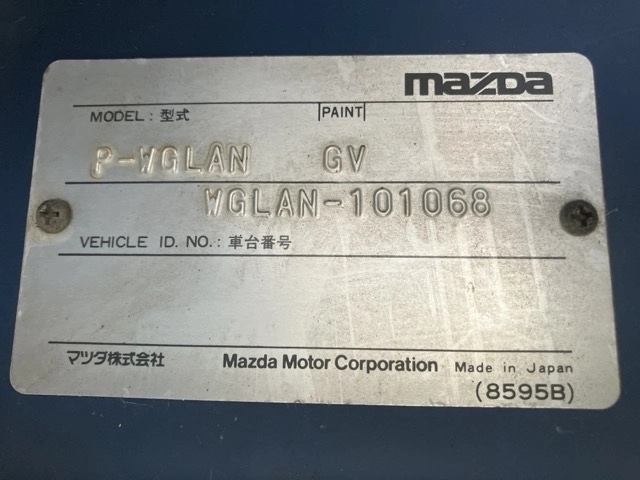 mazda
MODEL : 型式 PAINT
P-WGLAN GV
WGLAN-101068
VEHICLE ID. NO. : 車台番号
マツダ株式会社 Mazda Motor Corporation Made in Japan
(8595B)